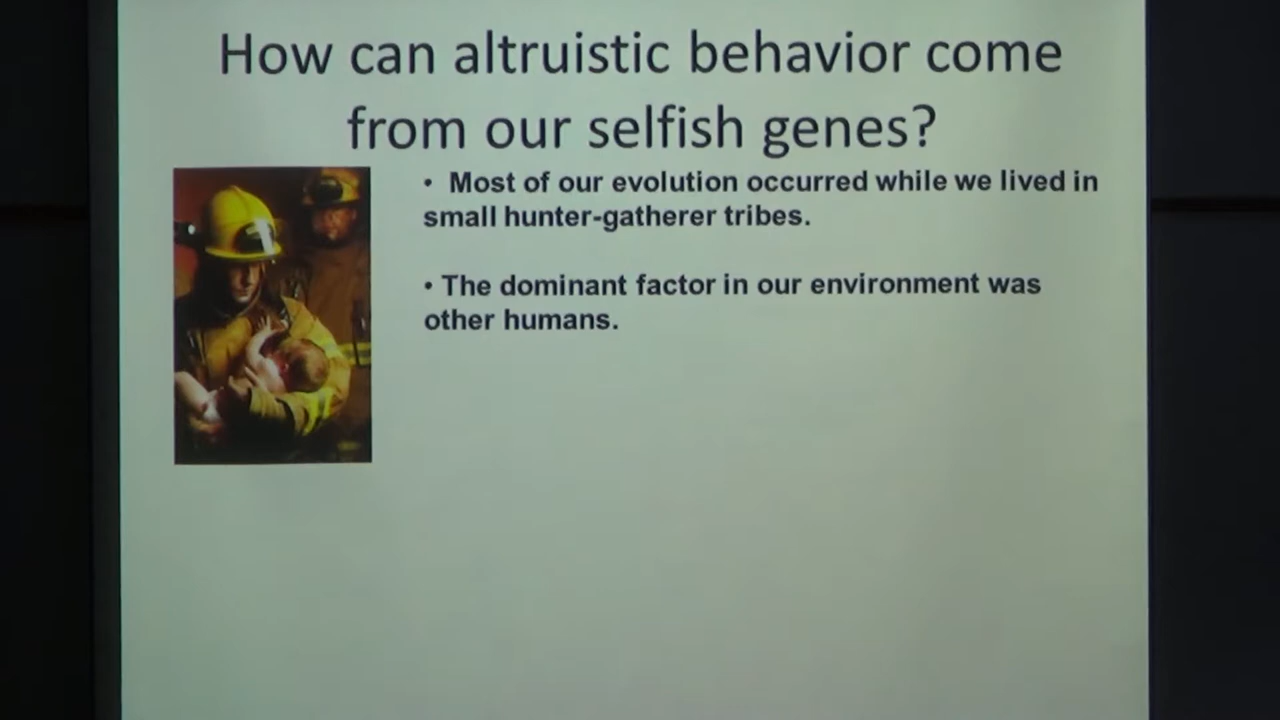 How can altruistic behavior come
from our selfish genes?
• Most of our evolution occurred while we lived in
small hunter-gatherer tribes.
• The dominant factor in our environment was
other humans.